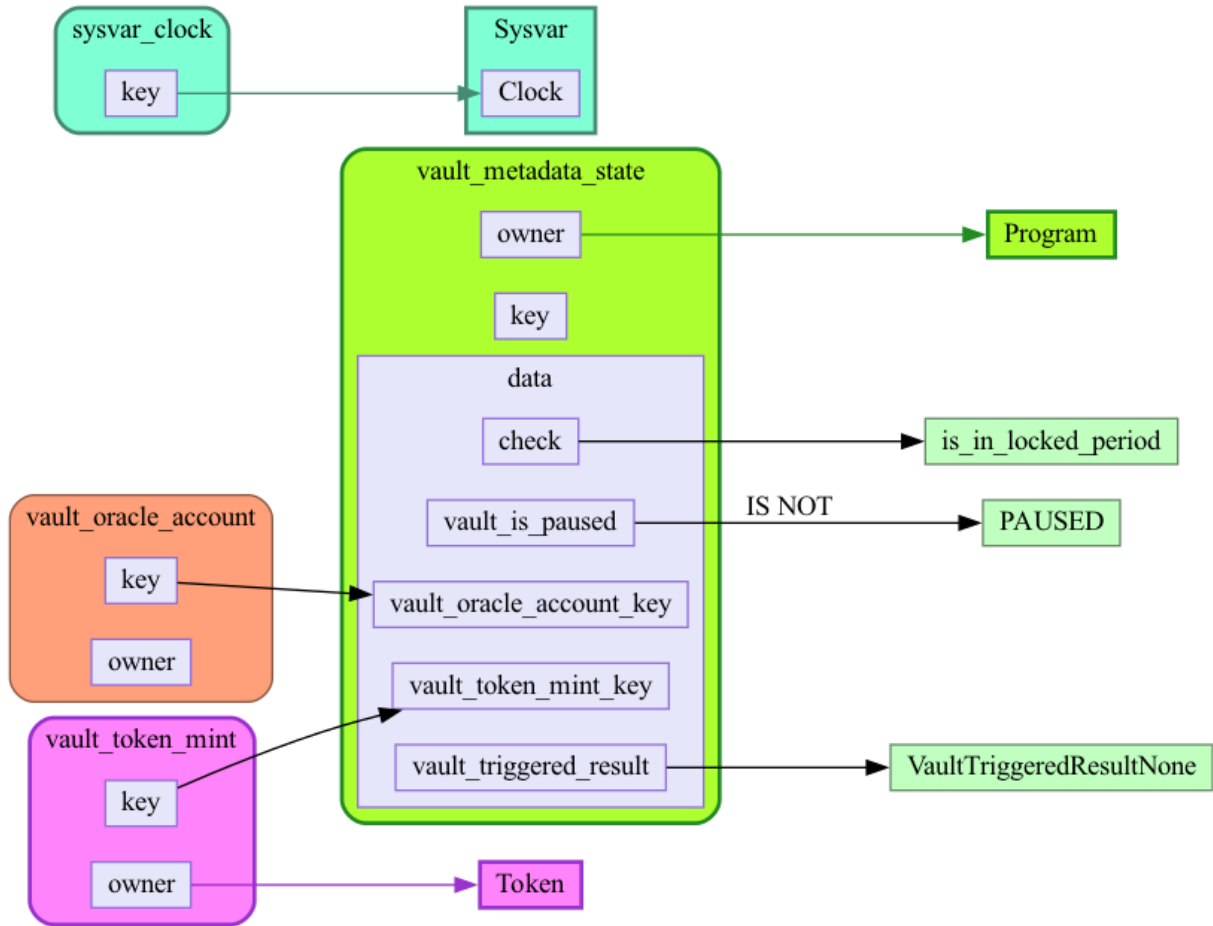 sysvar_clock
key
Sysvar
Clock
vault_metadata_state
owner
Program
key
data
check
is_in_locked_period
vault_is_paused
IS NOT
PAUSED
vault_oracle_account
key
vault_oracle_account_key
owner
vault_token_mint_key
vault_token_mint
key
vault_triggered_result
VaultTriggeredResultNone
owner
Token